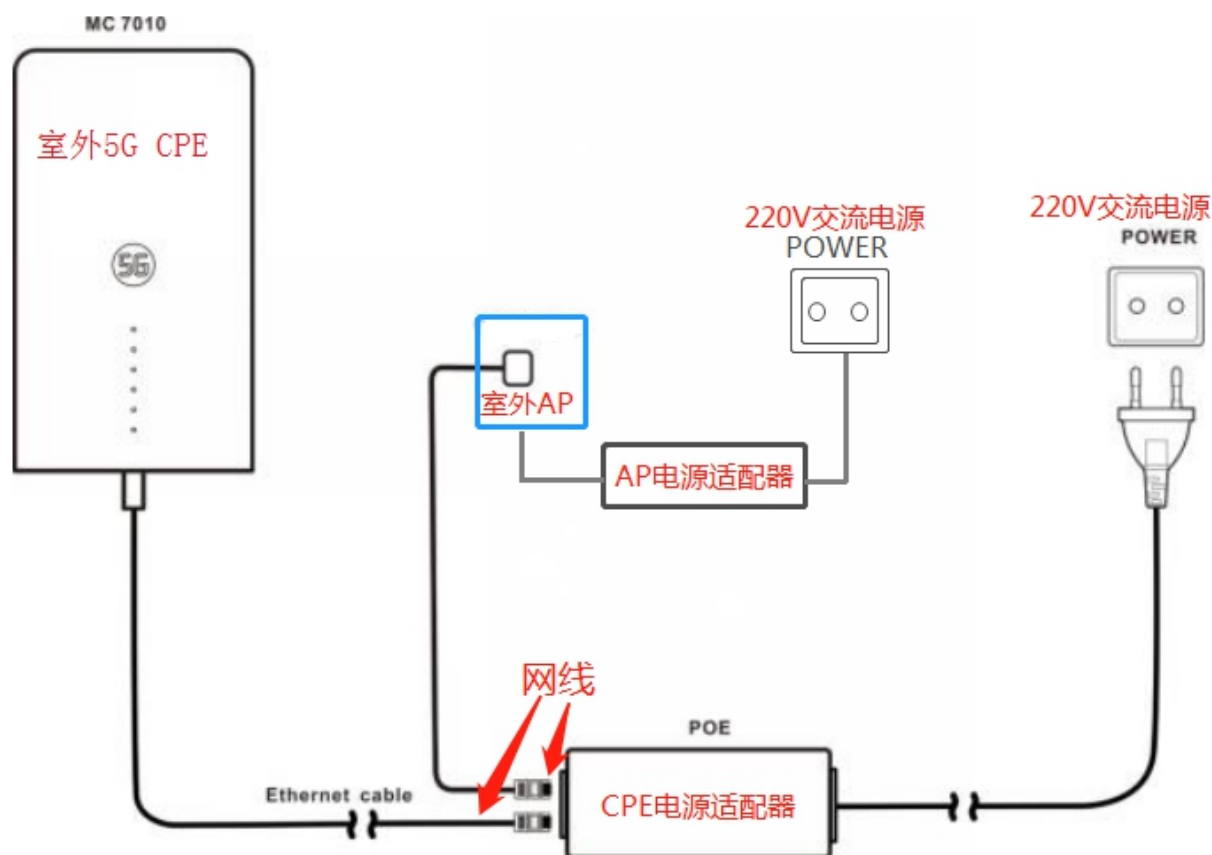 MC 7010
室外5G CPE
5G
220V交流电源
POWER
220V交流电源
POWER
室外AP
AP电源适配器
网线
POE
Ethernet cable
CPE电源适配器